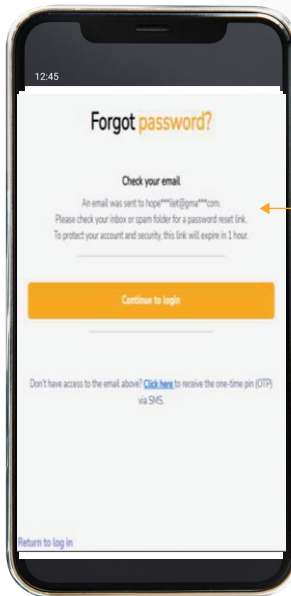 12:45
Forgot password?
Check your email
An email was sent to hope***liet@gma***com.
Please check your inbox or spam folder for a password reset link.
To protect your account and security, this link will expire in 1 hour.
Continue to login
Don't have access to the email above? Click here to receive the one-time pin (OTP)
via SMS.
Return to log in